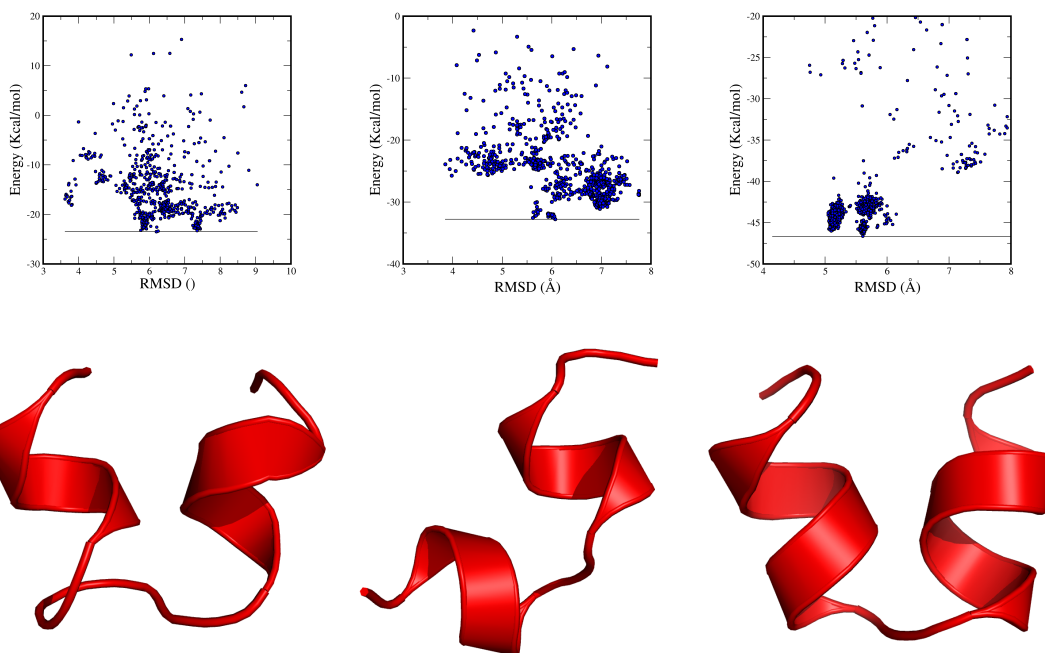 20
10
0
-10
-20
-30
Energy (Kcal/mol)
3 4 5 6 7 8 9 10
RMSD ()
0
-10
-20
-30
-40
Energy (Kcal/mol)
3 4 5 6 7 8
RMSD (Å)
-20
-25
-30
-35
-40
-45
-50
Energy (Kcal/mol)
4 5 6 7 8
RMSD (Å)